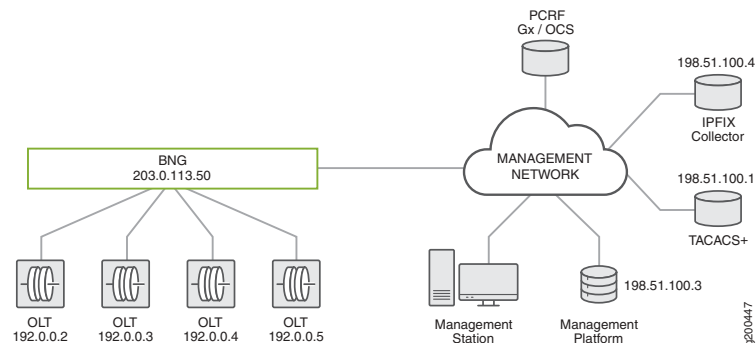 PCRF
Gx / OCS
198.51.100.4
IPFIX
Collector
BNG
203.0.113.50
MANAGEMENT
NETWORK
198.51.100.1
TACACS+
OLT
192.0.0.2
OLT
192.0.0.3
OLT
192.0.0.4
OLT
192.0.0.5
Management
Station
Management
Platform
198.51.100.3
g200447